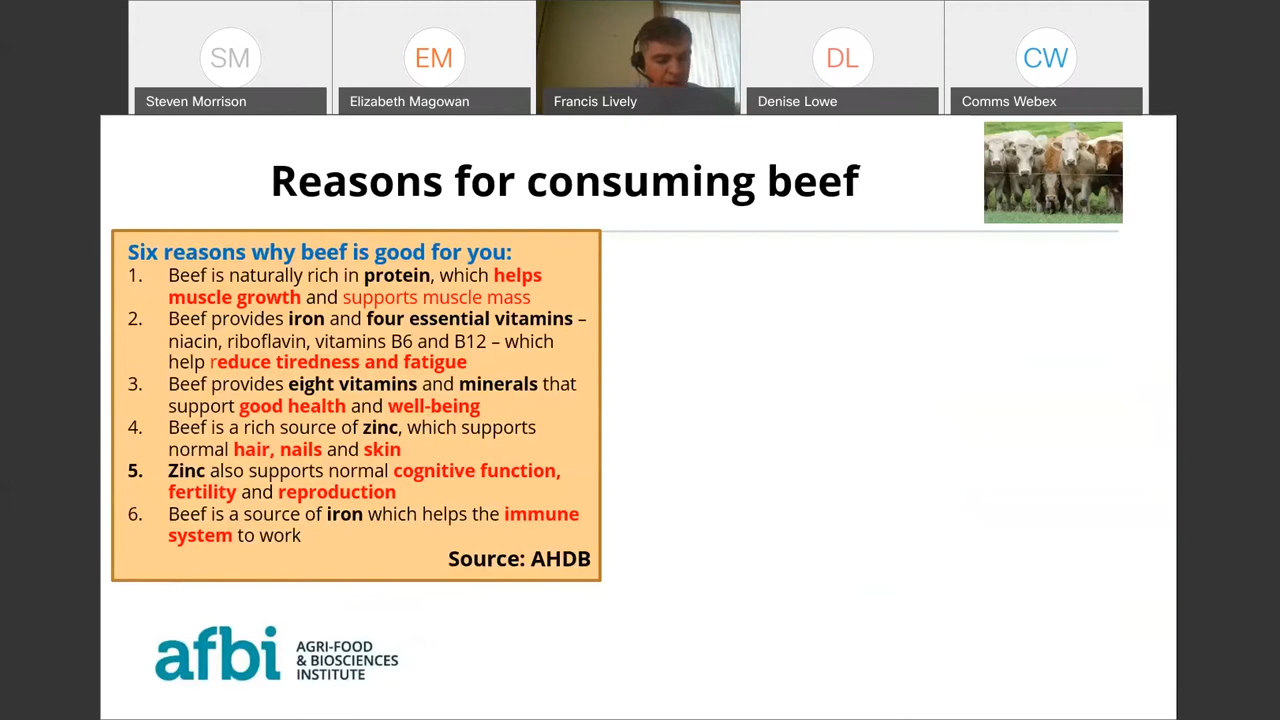 SM
EM
DL
CW
Steven Morrison
Elizabeth Magowan
Francis Lively
Denise Lowe
Comms Webex
Reasons for consuming beef
Six reasons why beef is good for you:
1. Beef is naturally rich in protein, which helps
muscle growth and supports muscle mass
2. Beef provides iron and four essential vitamins –
niacin, riboflavin, vitamins B6 and B12 – which
help reduce tiredness and fatigue
3. Beef provides eight vitamins and minerals that
support good health and well-being
4. Beef is a rich source of zinc, which supports
normal hair, nails and skin
5. Zinc also supports normal cognitive function,
fertility and reproduction
6. Beef is a source of iron which helps the immune
system to work
Source: AHDB
afbi
AGRI-FOOD
& BIOSCIENCES
INSTITUTE